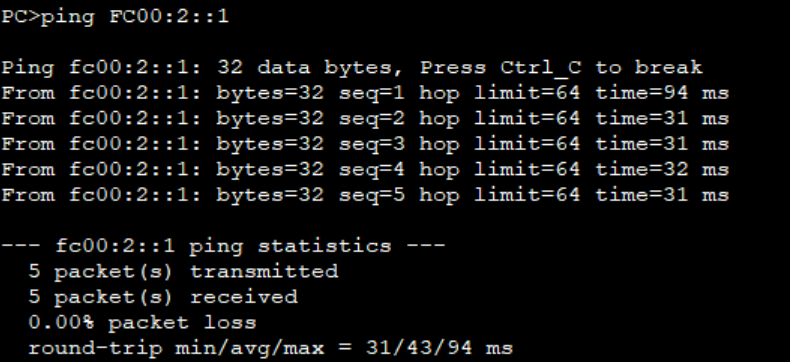 PC>ping FC00:2::1
Ping fc00:2::1: 32 data bytes, Press Ctrl_C to break
From fc00:2::1: bytes=32 seq=1 hop limit=64 time=94 ms
From fc00:2::1: bytes=32 seq=2 hop limit=64 time=31 ms
From fc00:2::1: bytes=32 seq=3 hop limit=64 time=31 ms
From fc00:2::1: bytes=32 seq=4 hop limit=64 time=32 ms
From fc00:2::1: bytes=32 seq=5 hop limit=64 time=31 ms
--- fc00:2::1 ping statistics ---
5 packet(s) transmitted
5 packet(s) received
0.00% packet loss
round-trip min/avg/max = 31/43/94 ms